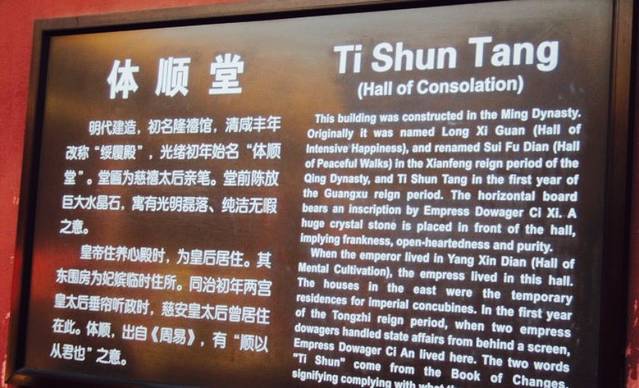 体顺堂
明代建造，初名隆禧馆，清咸丰年
改称“绥履殿”，光绪初年始名“体顺
堂”。堂匾为慈禧太后亲笔。堂前陈放
巨大水晶石，寓有光明磊落、纯洁无暇
之意。
皇帝住养心殿时，为皇后居住。其
东围房为妃嫔临时住所。同治初年两宫
皇太后垂帘听政时，慈安皇太后曾居住
在此。体顺，出自《周易》，有“顺以
从君也”之意。
Ti Shun Tang
(Hall of Consolation)
This building was constructed in the Ming Dynasty.
Originally it was named Long Xi Guan (Hall of
Intensive Happiness), and renamed Sui Fu Dian (Hall
of Peaceful Walks) in the Xianfeng reign period of the
Qing Dynasty, and Ti Shun Tang in the first year of
the Guangxu reign period. The horizontal board
bears an inscription by Empress Dowager Ci Xi. A
huge crystal stone is placed in front of the hall,
implying frankness, open-heartedness and purity.
When the emperor lived in Yang Xin Dian (Hall of
Mental Cultivation), the empress lived in this hall.
The houses in the east were the temporary
residences for imperial concubines. In the first year
of the Tongzhi reign period, when two empress
dowagers handled state affairs from behind a screen,
Empress Dowager Ci An lived here. The two words
"Ti Shun" come from the Book of Changes,
signifying complying with what